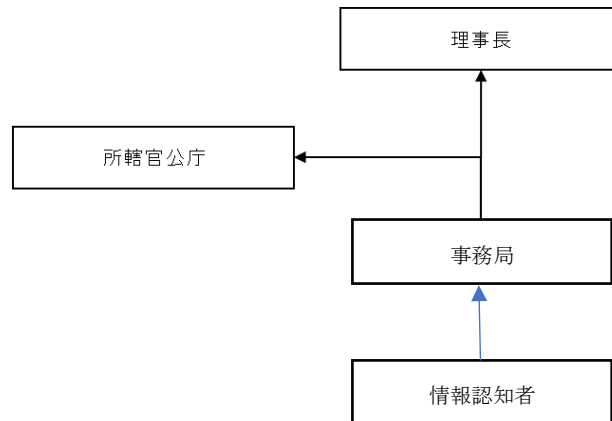 理事長
所轄官公庁
事務局
情報認知者